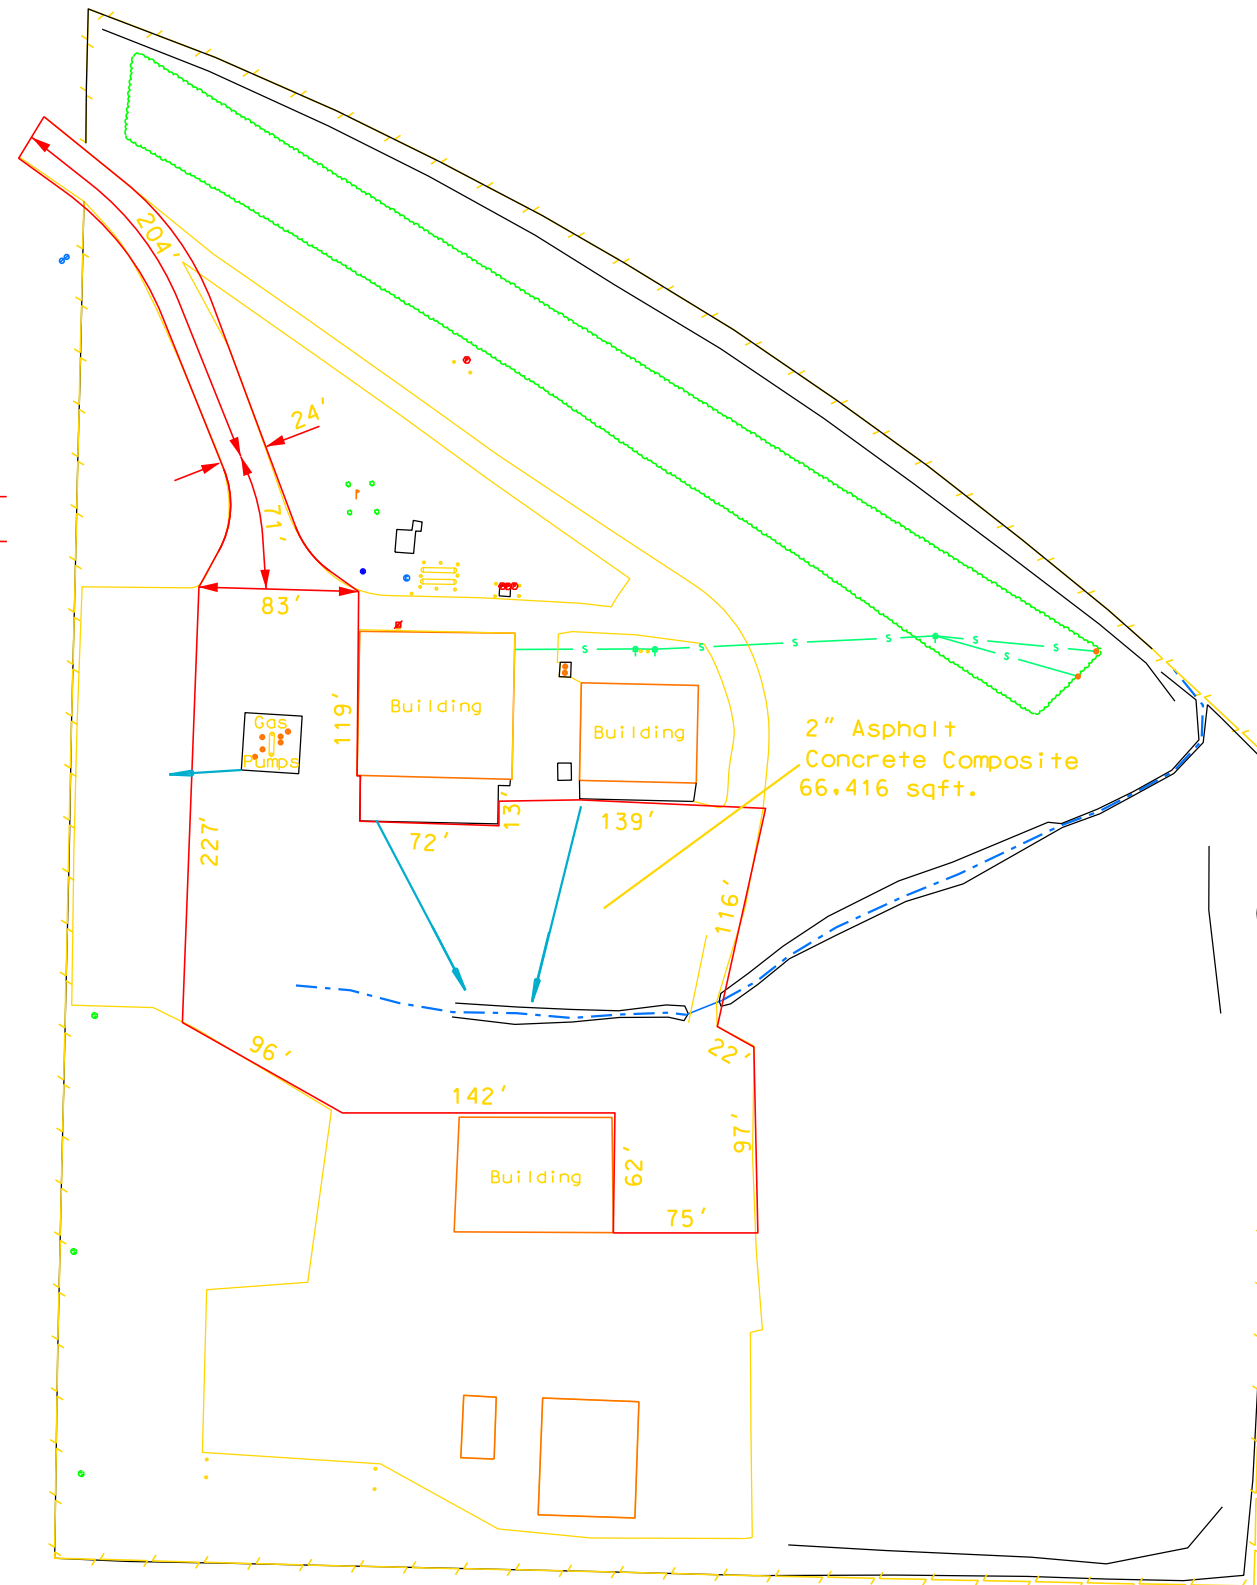 204'
24'
71'
83'
Building
119'
Gas
Pumps
Building
2" Asphalt
Concrete Composite
66,416 sqft.
13'
139'
72'
227'
116'
96'
22'
142'
97'
62'
Building
75'
S
S
S
S
S
S